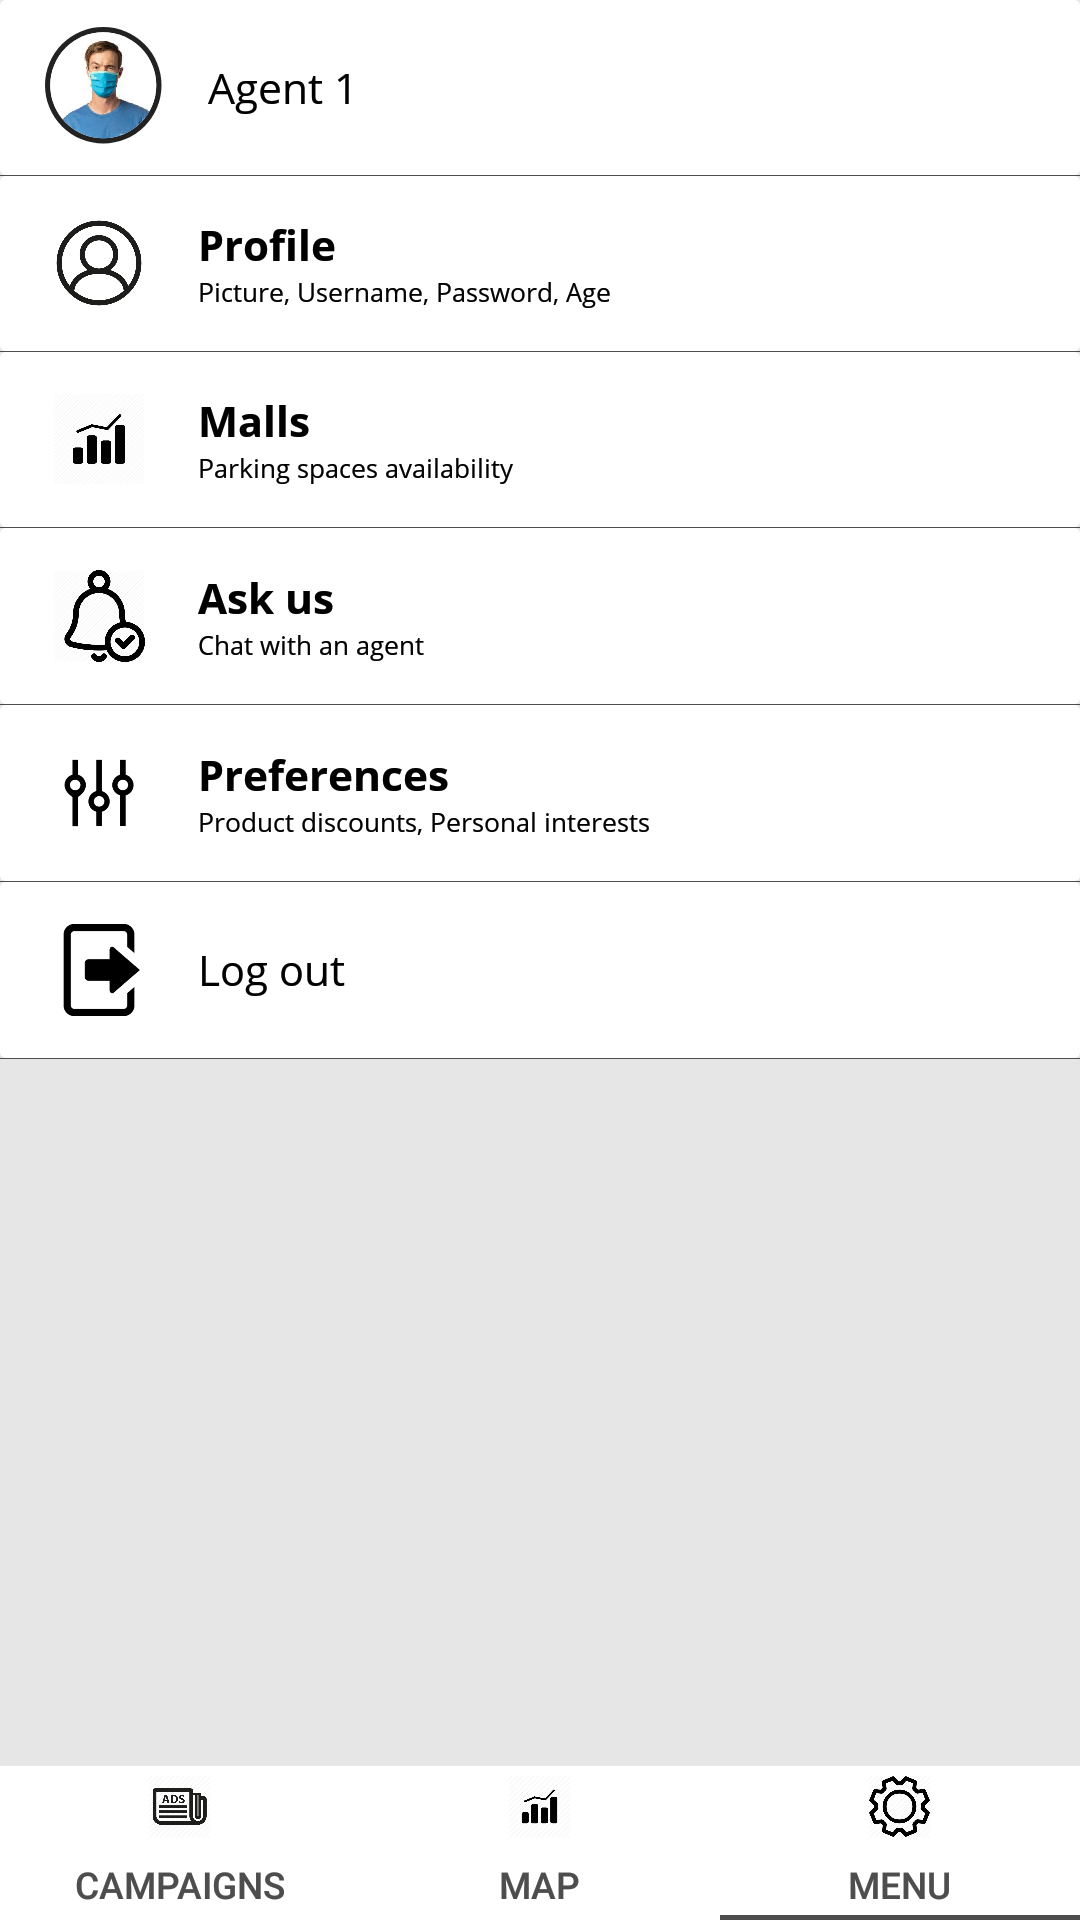 Agent 1
Profile
Picture, Username, Password, Age
Malls
Parking spaces availability
Ask us
Chat with an agent
Preferences
Product discounts, Personal interests
Log out
ADS
CAMPAIGNS
MAP
MENU